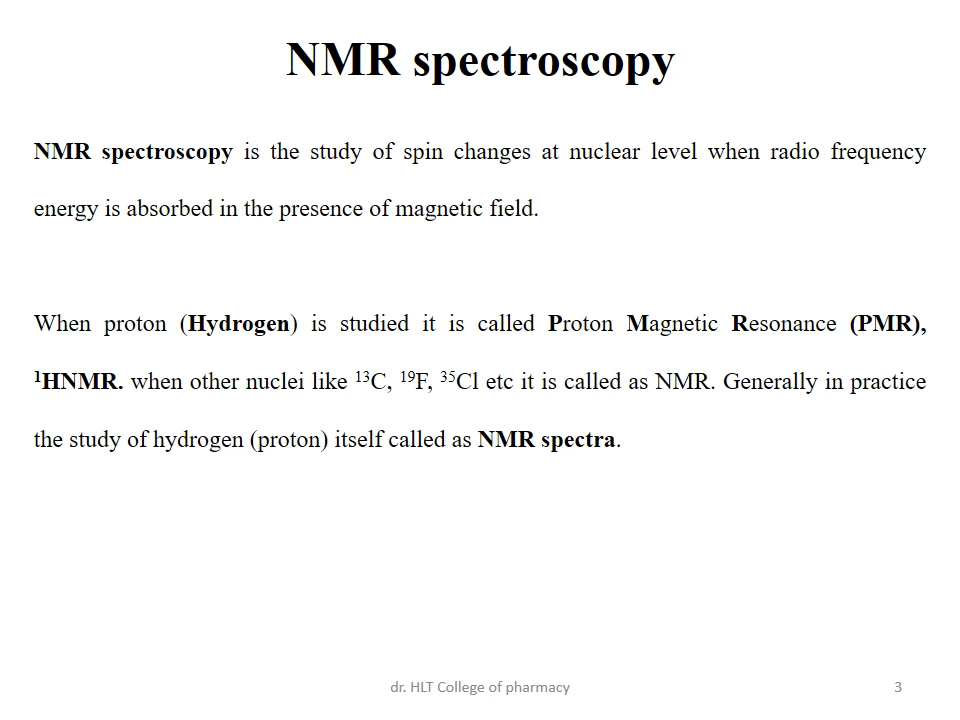 NMR spectroscopy
NMR spectroscopy is the study of spin changes at nuclear level when radio frequency
energy is absorbed in the presence of magnetic field.
When proton (Hydrogen) is studied it is called Proton Magnetic Resonance (PMR),
¹HNMR. when other nuclei like ¹³C, ¹⁹F, ³⁵Cl etc it is called as NMR. Generally in practice
the study of hydrogen (proton) itself called as NMR spectra.
dr. HLT College of pharmacy
3